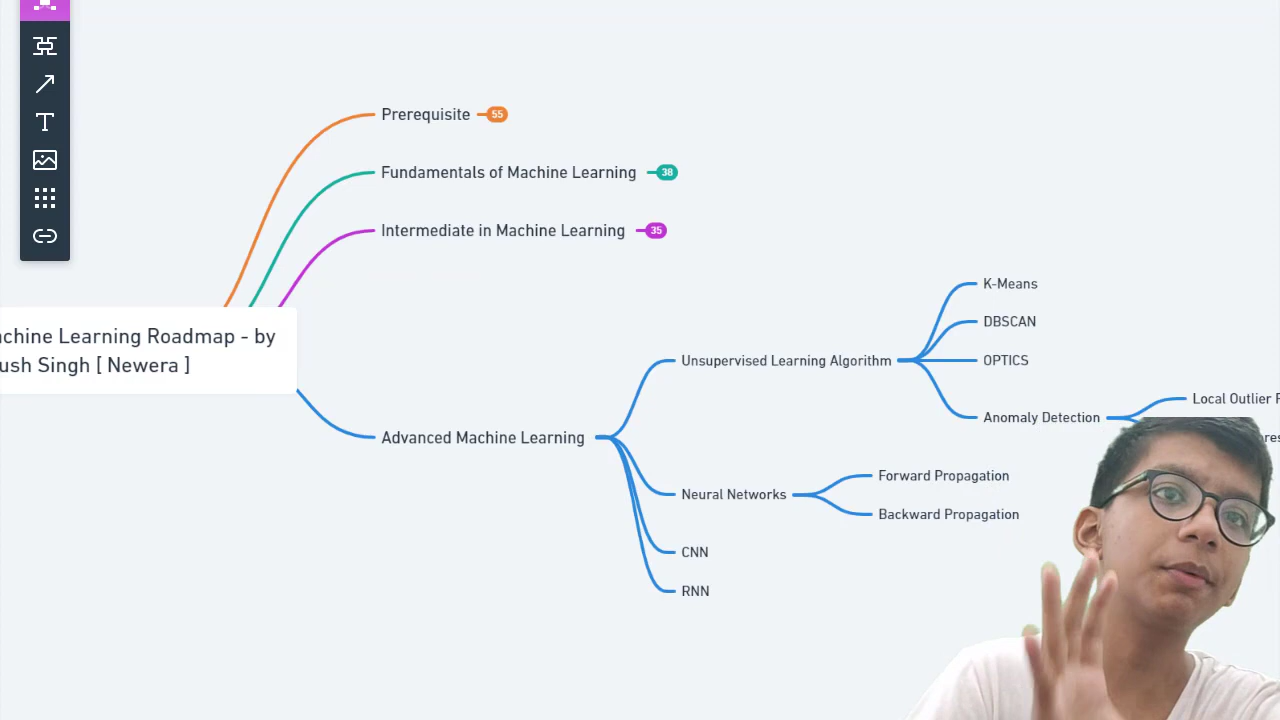 Prerequisite 55
Fundamentals of Machine Learning 38
Intermediate in Machine Learning 35
Learning Roadmap - by
Singh [ Newera ]
Advanced Machine Learning
Unsupervised Learning Algorithm
K-Means
DBSCAN
OPTICS
Anomaly Detection
Local Outlier
Neural Networks
Forward Propagation
Backward Propagation
CNN
RNN